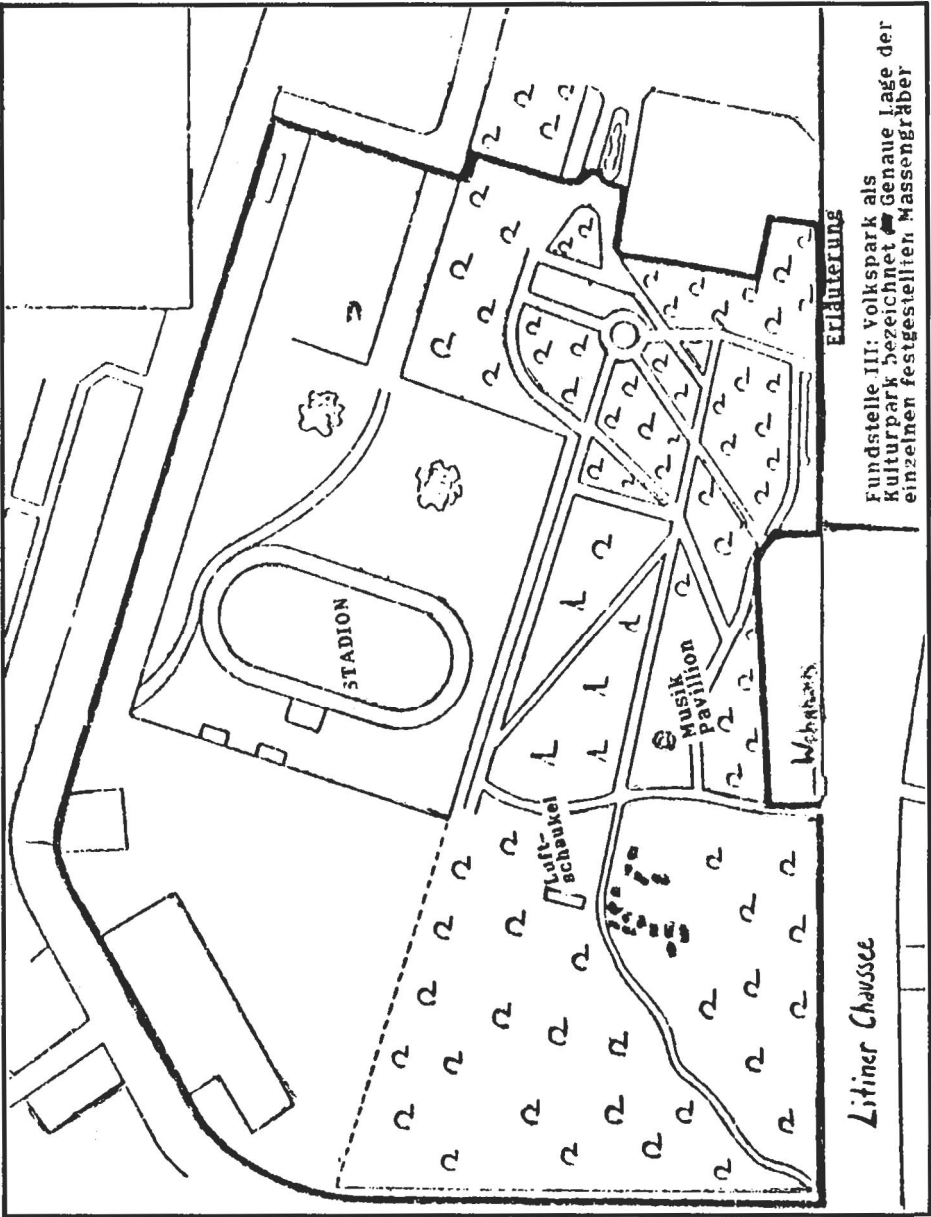 STADION
Luft-
schaukel
Musik
Pavillion
Litiner Chaussee
Erläuterung
Fundstelle III: Volkspark als
Kulturpark bezeichnet Genaue Lage der
einzelnen festgestellten Massengräber